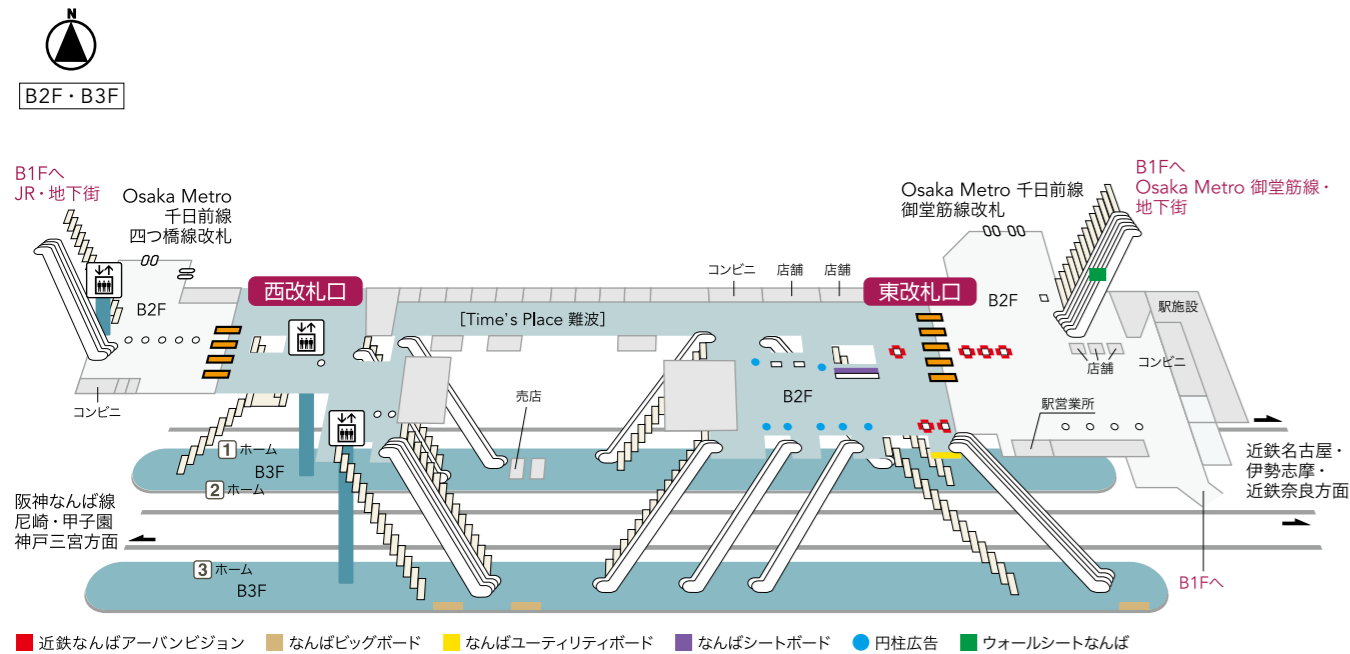 N
B2F・B3F
B1Fへ
JR・地下街
Osaka Metro
千日前線
四つ橋線改札
Osaka Metro 千日前線
御堂筋線改札
B1Fへ
Osaka Metro 御堂筋線・
地下街
西改札口
コンビニ
店舗
店舗
東改札口
B2F
B2F
駅施設
[Time's Place 難波]
コンビニ
店舗
B2F
コンビニ
売店
駅営業所
1 ホーム
B3F
2 ホーム
近鉄名古屋・
伊勢志摩・
近鉄奈良方面
阪神なんば線
尼崎・甲子園
神戸三宮方面
3 ホーム
B3F
B1Fへ
近鉄なんばアーバンビジョン
なんばビッグボード
なんばユーティリティボード
なんばシートボード
円柱広告
ウォールシートなんば